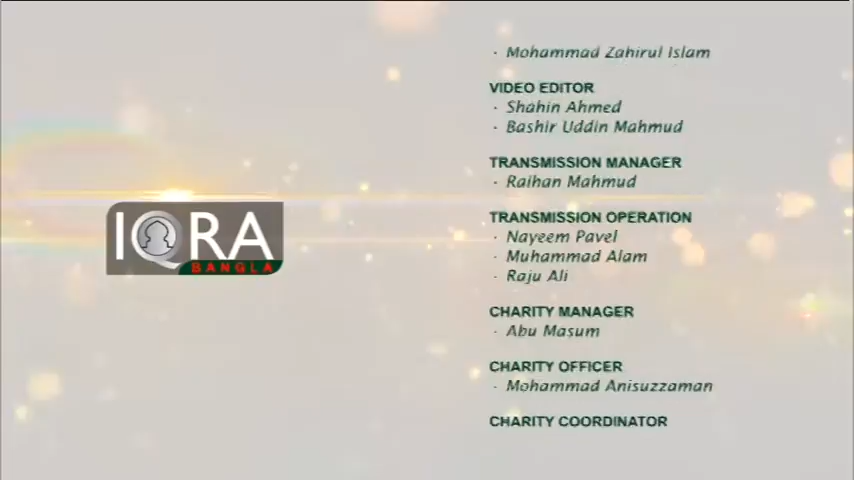 IQRA
BANGLA
- Mohammad Zahirul Islam
VIDEO EDITOR
- Shahin Ahmed
- Bashir Uddin Mahmud
TRANSMISSION MANAGER
- Raihan Mahmud
TRANSMISSION OPERATION
- Nayeem Pavel
- Muhammad Alam
- Raju Ali
CHARITY MANAGER
- Abu Masum
CHARITY OFFICER
- Mohammad Anisuzzaman
CHARITY COORDINATOR